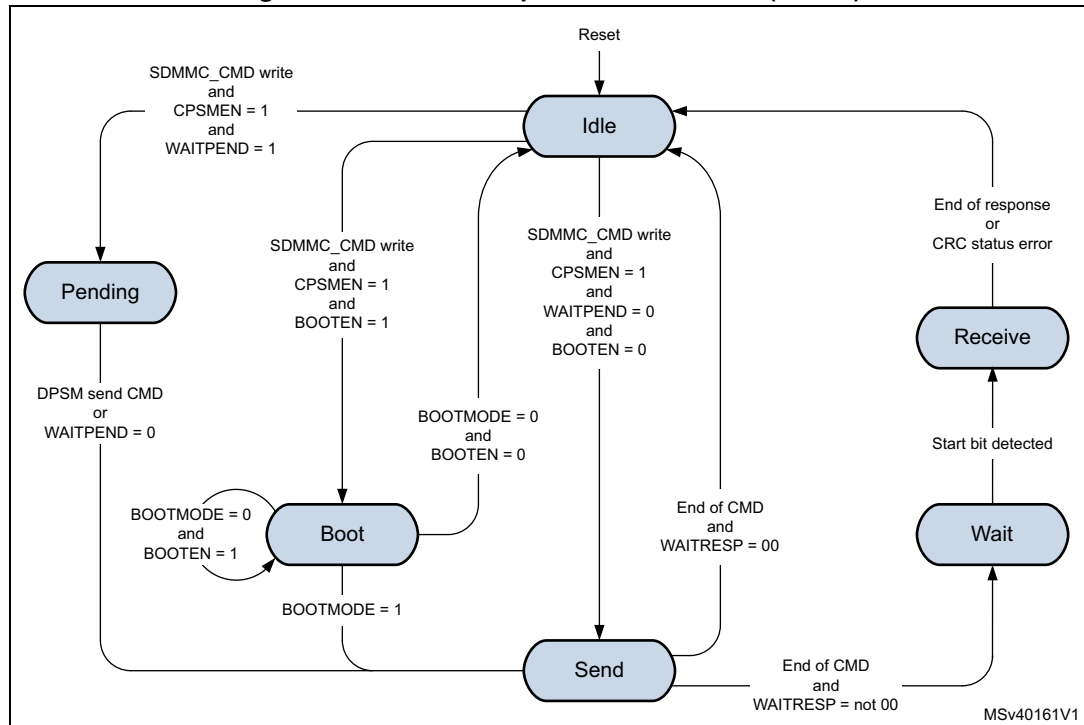 Reset
SDMMC_CMD write
and
CPSMEN = 1
and
WAITPEND = 1
Idle
SDMMC_CMD write
and
CPSMEN = 1
and
BOOTEN = 1
SDMMC_CMD write
and
CPSMEN = 1
and
WAITPEND = 0
and
BOOTEN = 0
End of response
or
CRC status error
Pending
Receive
DPSM send CMD
or
WAITPEND = 0
BOOTMODE = 0
and
BOOTEN = 0
Start bit detected
BOOTMODE = 0
and
BOOTEN = 1
Boot
End of CMD
and
WAITRESP = 00
Wait
BOOTMODE = 1
Send
End of CMD
and
WAITRESP = not 00
MSv40161V1